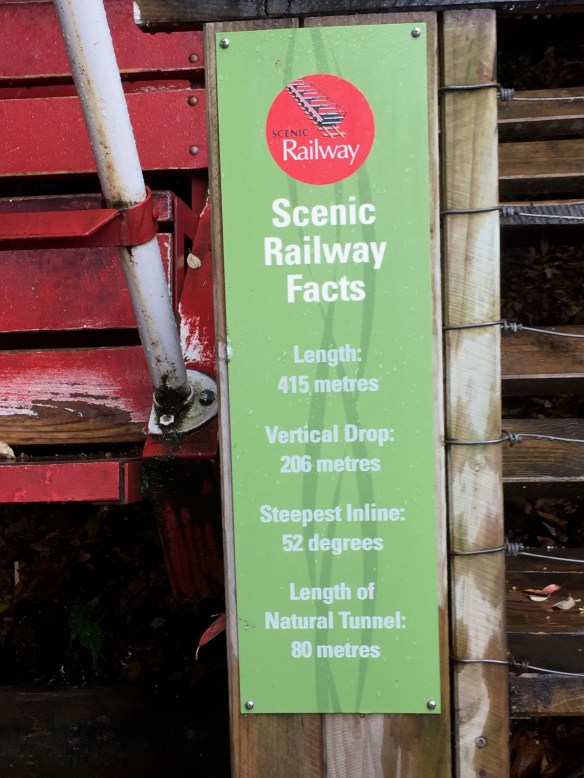 SCENIC
Railway
Scenic
Railway
Facts
Length:
415 metres
Vertical Drop:
206 metres
Steepest Inline:
52 degrees
Length of
Natural Tunnel:
80 metres